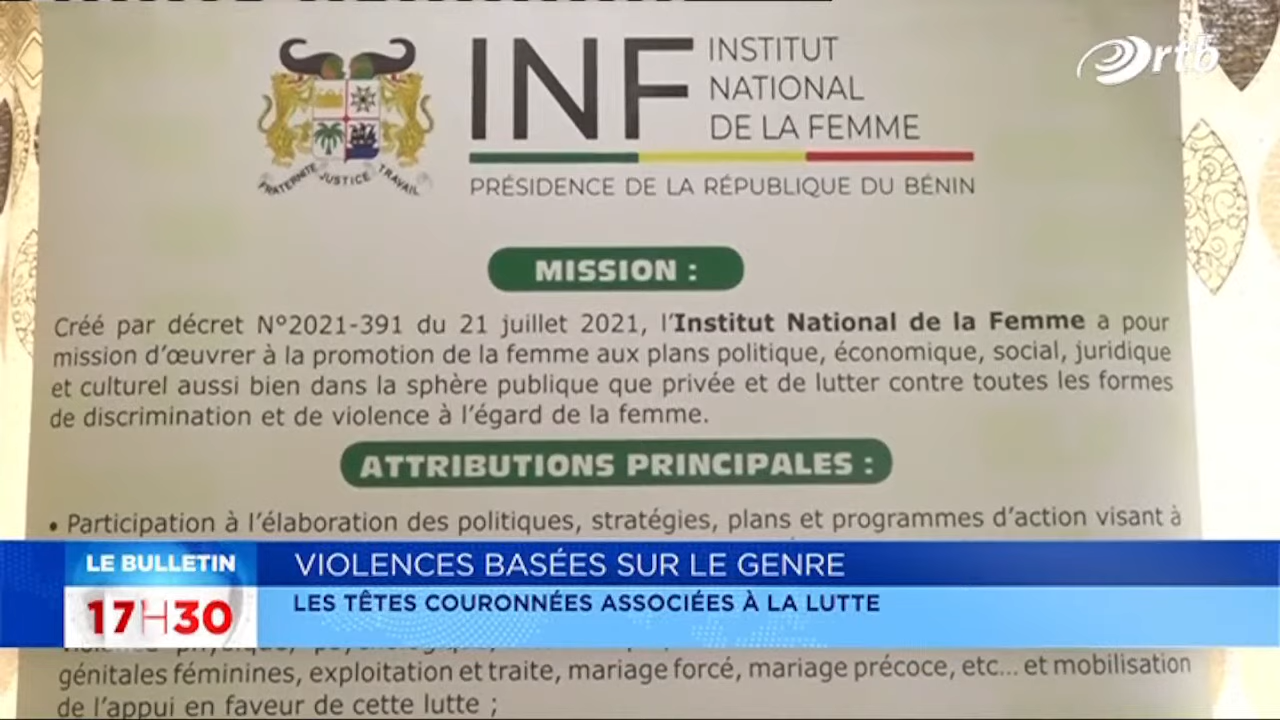 INF
INSTITUT
NATIONAL
DE LA FEMME
ortb
FRATERNITÉ JUSTICE TRAVAIL
PRÉSIDENCE DE LA RÉPUBLIQUE DU BÉNIN
MISSION :
Créé par décret N°2021-391 du 21 juillet 2021, l'Institut National de la Femme a pour
mission d'œuvrer à la promotion de la femme aux plans politique, économique, social, juridique
et culturel aussi bien dans la sphère publique que privée et de lutter contre toutes les formes
de discrimination et de violence à l'égard de la femme.
ATTRIBUTIONS PRINCIPALES :
• Participation à l'élaboration des politiques, stratégies, plans et programmes d'action visant à
LE BULLETIN
17H30
VIOLENCES BASÉES SUR LE GENRE
LES TÊTES COURONNÉES ASSOCIÉES À LA LUTTE
génitales féminines, exploitation et traite, mariage forcé, mariage précoce, etc... et mobilisation
de l'appui en faveur de cette lutte ;